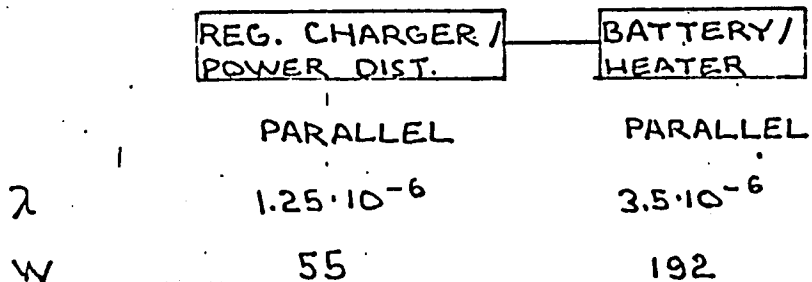 REG. CHARGER / BATTERY /
POWER DIST. HEATER
PARALLEL PARALLEL
λ 1.25·10⁻⁶ 3.5·10⁻⁶
W 55 192